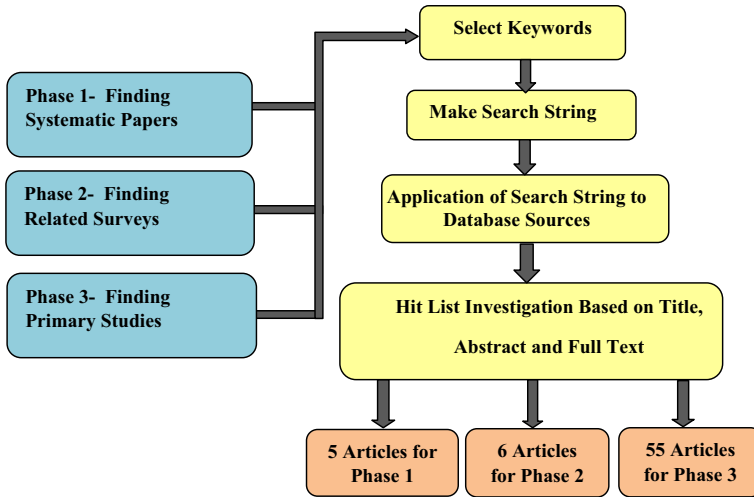 Phase 1- Finding
Systematic Papers
Phase 2- Finding
Related Surveys
Phase 3- Finding
Primary Studies
Select Keywords
Make Search String
Application of Search String to
Database Sources
Hit List Investigation Based on Title,
Abstract and Full Text
5 Articles for
Phase 1
6 Articles
for Phase 2
55 Articles
for Phase 3